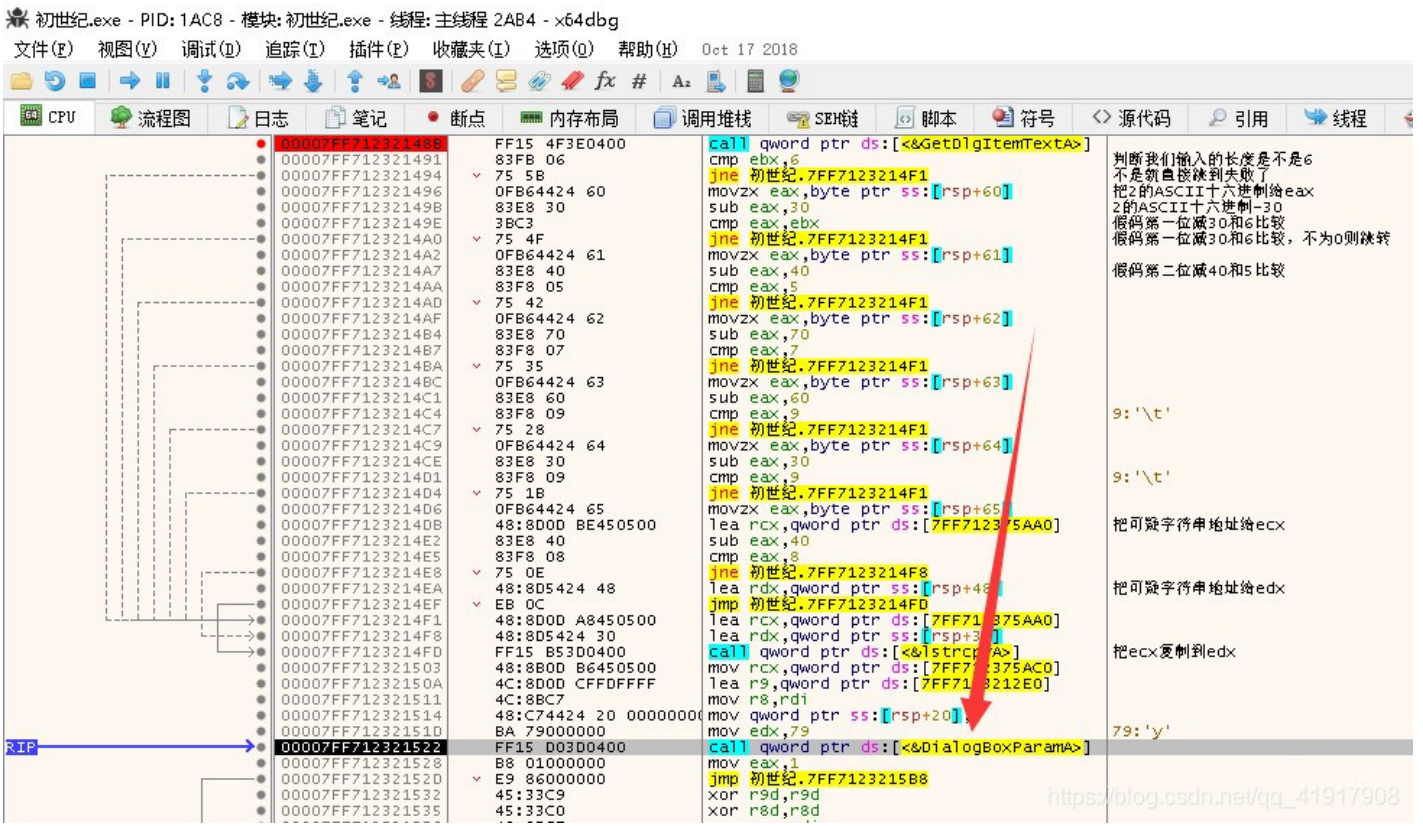 初世纪.exe - PID: 1AC8 - 模块: 初世纪.exe - 线程: 主线程 2AB4 - x64dbg
文件(F) 视图(V) 调试(D) 追踪(T) 插件(P) 收藏夹(I) 选项(O) 帮助(H) Oct 17 2018
CPU 流程图 日志 笔记 断点 内存布局 调用堆栈 SEH链 脚本 符号 源代码 引用 线程
00007FF71232148B FF15 4F3E0400 call qword ptr ds:[<&GetDlgItemTextA>]
00007FF712321491 83FB 06 cmp ebx,6 判断我们输入的长度是不是6
00007FF712321494 75 5B jne 初世纪.7FF7123214F1 不是就直接跳到失败了
00007FF712321496 0FB64424 60 movzx eax,byte ptr ss:[rsp+60] 把2的ASCII十六进制给eax
00007FF71232149B 83E8 30 sub eax,30 2的ASCII十六进制-30
00007FF71232149E 3BC3 cmp eax,ebx 假码第一位减30和6比较
00007FF7123214A0 75 4F jne 初世纪.7FF7123214F1 假码第一位减30和6比较，不为0则跳转
00007FF7123214A2 0FB64424 61 movzx eax,byte ptr ss:[rsp+61]
00007FF7123214A7 83E8 40 sub eax,40 假码第二位减40和5比较
00007FF7123214AA 83F8 05 cmp eax,5
00007FF7123214AD 75 42 jne 初世纪.7FF7123214F1
00007FF7123214AF 0FB64424 62 movzx eax,byte ptr ss:[rsp+62]
00007FF7123214B4 83E8 70 sub eax,70
00007FF7123214B7 83F8 07 cmp eax,7
00007FF7123214BA 75 35 jne 初世纪.7FF7123214F1
00007FF7123214BC 0FB64424 63 movzx eax,byte ptr ss:[rsp+63]
00007FF7123214C1 83E8 60 sub eax,60
00007FF7123214C4 83F8 09 cmp eax,9 9:'\t'
00007FF7123214C7 75 28 jne 初世纪.7FF7123214F1
00007FF7123214C9 0FB64424 64 movzx eax,byte ptr ss:[rsp+64]
00007FF7123214CE 83E8 30 sub eax,30
00007FF7123214D1 83F8 09 cmp eax,9 9:'\t'
00007FF7123214D4 75 1B jne 初世纪.7FF7123214F1
00007FF7123214D6 0FB64424 65 movzx eax,byte ptr ss:[rsp+65]
00007FF7123214DB 48:8D0D BE450500 lea rcx,qword ptr ds:[7FF712375AA0] 把可疑字符串地址给ecx
00007FF7123214E2 83E8 40 sub eax,40
00007FF7123214E5 83F8 08 cmp eax,8
00007FF7123214E8 75 0E jne 初世纪.7FF7123214F8
00007FF7123214EA 48:8D5424 48 lea rdx,qword ptr ss:[rsp+48] 把可疑字符串地址给edx
00007FF7123214EF EB 0C jmp 初世纪.7FF7123214FD
00007FF7123214F1 48:8D0D A8450500 lea rcx,qword ptr ds:[7FF712375AA0]
00007FF7123214F8 48:8D5424 30 lea rdx,qword ptr ss:[rsp+3
00007FF7123214FD FF15 B53D0400 call qword ptr ds:[<&lstrcpyA>] 把ecx复制到edx
00007FF712321503 48:8B0D B6450500 mov rcx,qword ptr ds:[7FF712375AC0]
00007FF71232150A 4C:8D0D CFFDFFFF lea r9,qword ptr ds:[7FF7123212E0]
00007FF712321511 4C:8BC7 mov r8,rdi
00007FF712321514 48:C74424 20 00000000 mov qword ptr ss:[rsp+20],
00007FF71232151D BA 79000000 mov edx,79 79:'y'
RIP 00007FF712321522 FF15 D03D0400 call qword ptr ds:[<&DialogBoxParamA>]
00007FF712321528 B8 01000000 mov eax,1
00007FF71232152D E9 86000000 jmp 初世纪.7FF7123215B8
00007FF712321532 45:33C9 xor r9d,r9d
00007FF712321535 45:33C0 xor r8d,r8d
https://blog.csdn.net/qq_41917908